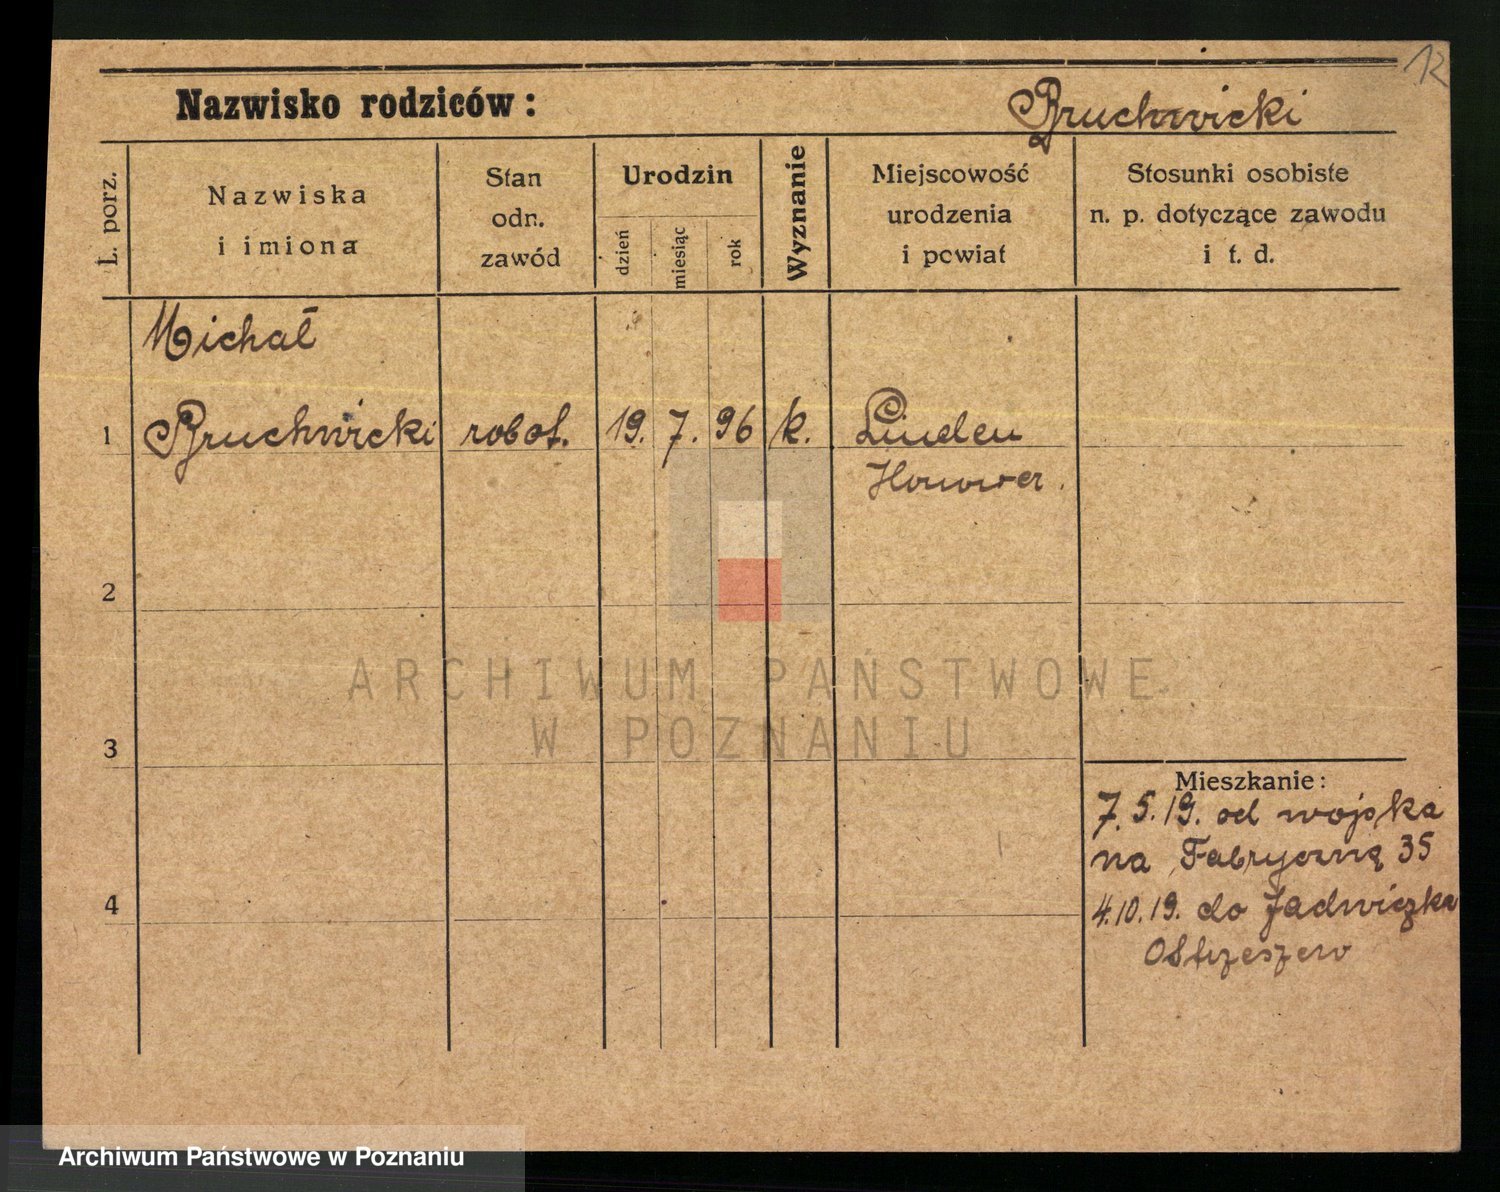 12
Nazwisko rodziców: Bruchwicki
L. porz.
Nazwiska
i imiona
Stan
odn.
zawód
Urodzin
dzień
miesiąc
rok
Wyznanie
Miejscowość
urodzenia
i powiat
Stosunki osobiste
n. p. dotyczące zawodu
i t. d.
Michał
1 Bruchwicki robot. 19. 7. 96 k. Linden
Hanower.
2
3
4
Mieszkanie:
7.5.19. od wojska
na Fabryczną 35
4.10.19. do Jadwiczka
Ostrzeszew
ARCHIWUM PAŃSTWOWE
W POZNANIU
Archiwum Państwowe w Poznaniu